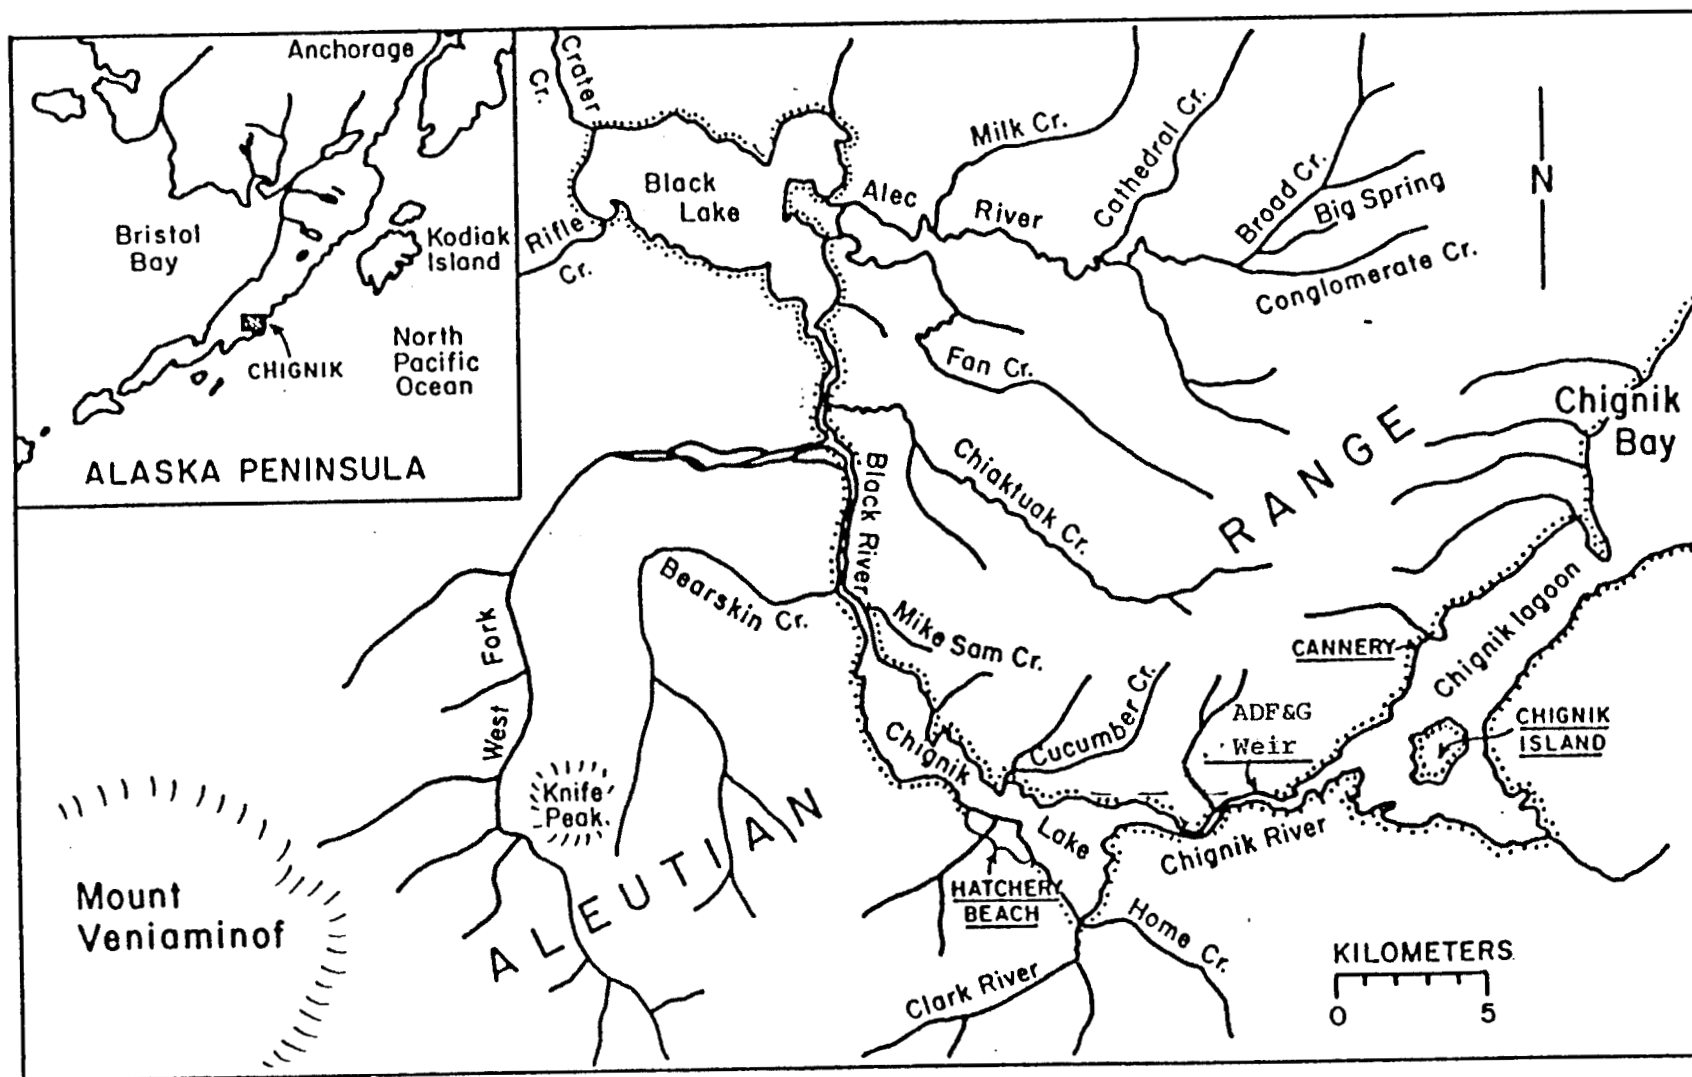 Anchorage
Bristol
Bay
Kodiak
Island
North
Pacific
Ocean
CHIGNIK
ALASKA PENINSULA
Crater
Cr.
Black
Lake
Rifle
Cr.
Alec
River
Milk Cr.
Cathedral Cr.
Broad Cr.
Big Spring
Conglomerate Cr.
N
Fan Cr.
Chignik
Bay
Black River
Chiaktuak Cr.
ALEUTIAN
RANGE
Bearskin Cr.
West Fork
Mike Sam Cr.
Cucumber Cr.
ADF&G
Weir
CANNERY
Chignik lagoon
CHIGNIK
ISLAND
Chignik
Lake
Chignik River
Knife
Peak
Mount
Veniaminof
HATCHERY
BEACH
Home Cr.
Clark River
KILOMETERS
0 5